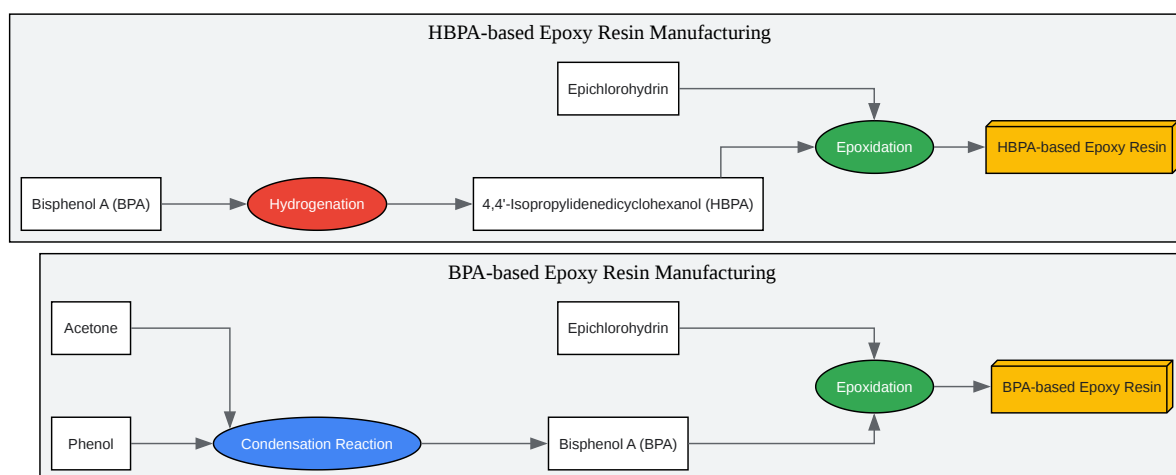 HBPA-based Epoxy Resin Manufacturing
Epichlorohydrin
Epoxidation
HBPA-based Epoxy Resin
Bisphenol A (BPA)
Hydrogenation
4,4'-Isopropylidenedicyclohexanol (HBPA)
BPA-based Epoxy Resin Manufacturing
Acetone
Epichlorohydrin
Epoxidation
BPA-based Epoxy Resin
Phenol
Condensation Reaction
Bisphenol A (BPA)